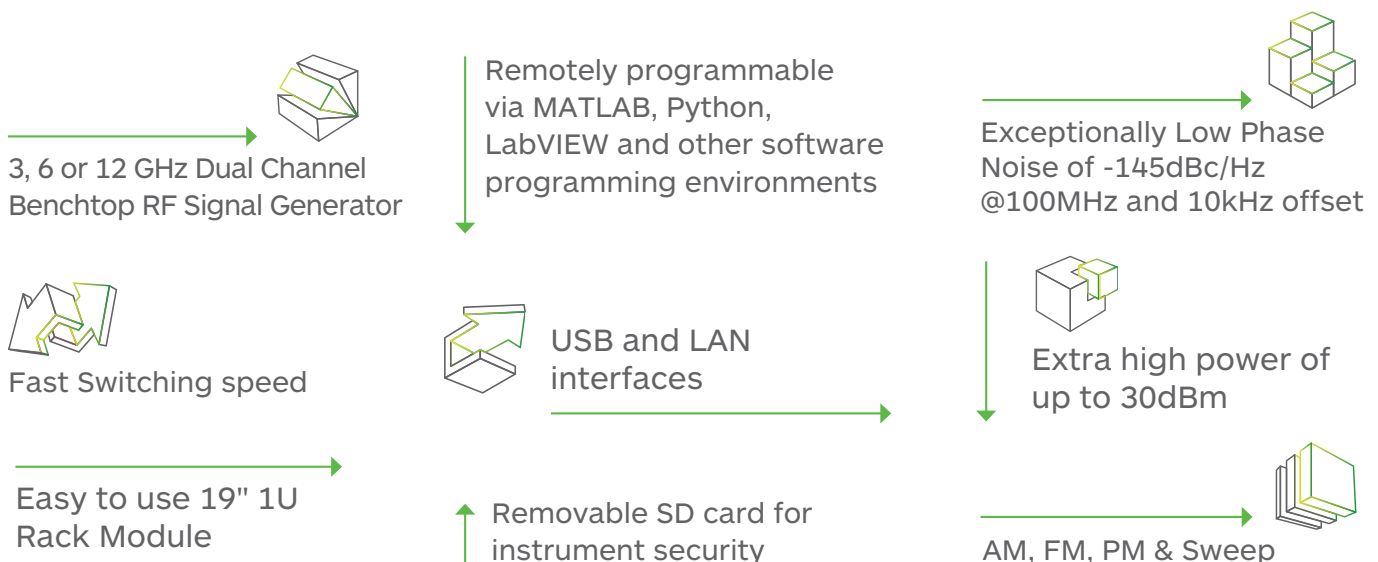 3, 6 or 12 GHz Dual Channel
Benchtop RF Signal Generator
Remotely programmable
via MATLAB, Python,
LabVIEW and other software
programming environments
Exceptionally Low Phase
Noise of -145dBc/Hz
@100MHz and 10kHz offset
Fast Switching speed
USB and LAN
interfaces
Extra high power of
up to 30dBm
Easy to use 19" 1U
Rack Module
Removable SD card for
instrument security
AM, FM, PM & Sweep